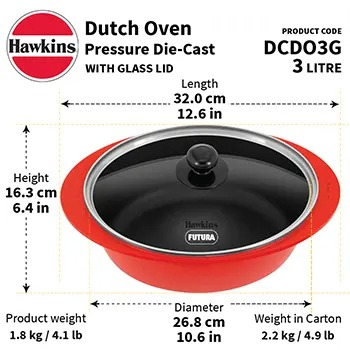 Hawkins
Dutch Oven
Pressure Die-Cast
WITH GLASS LID
PRODUCT CODE
DCDO3G
3 LITRE
Length
32.0 cm
12.6 in
Height
16.3 cm
6.4 in
Hawkins
FUTURA
Product weight
1.8 kg / 4.1 lb
Diameter
26.8 cm
10.6 in
Weight in Carton
2.2 kg / 4.9 lb